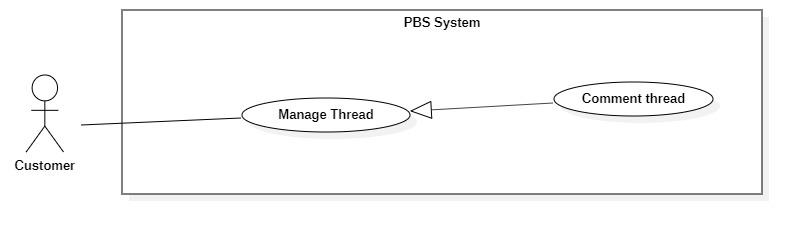 PBS System
Comment thread
Manage Thread
Customer